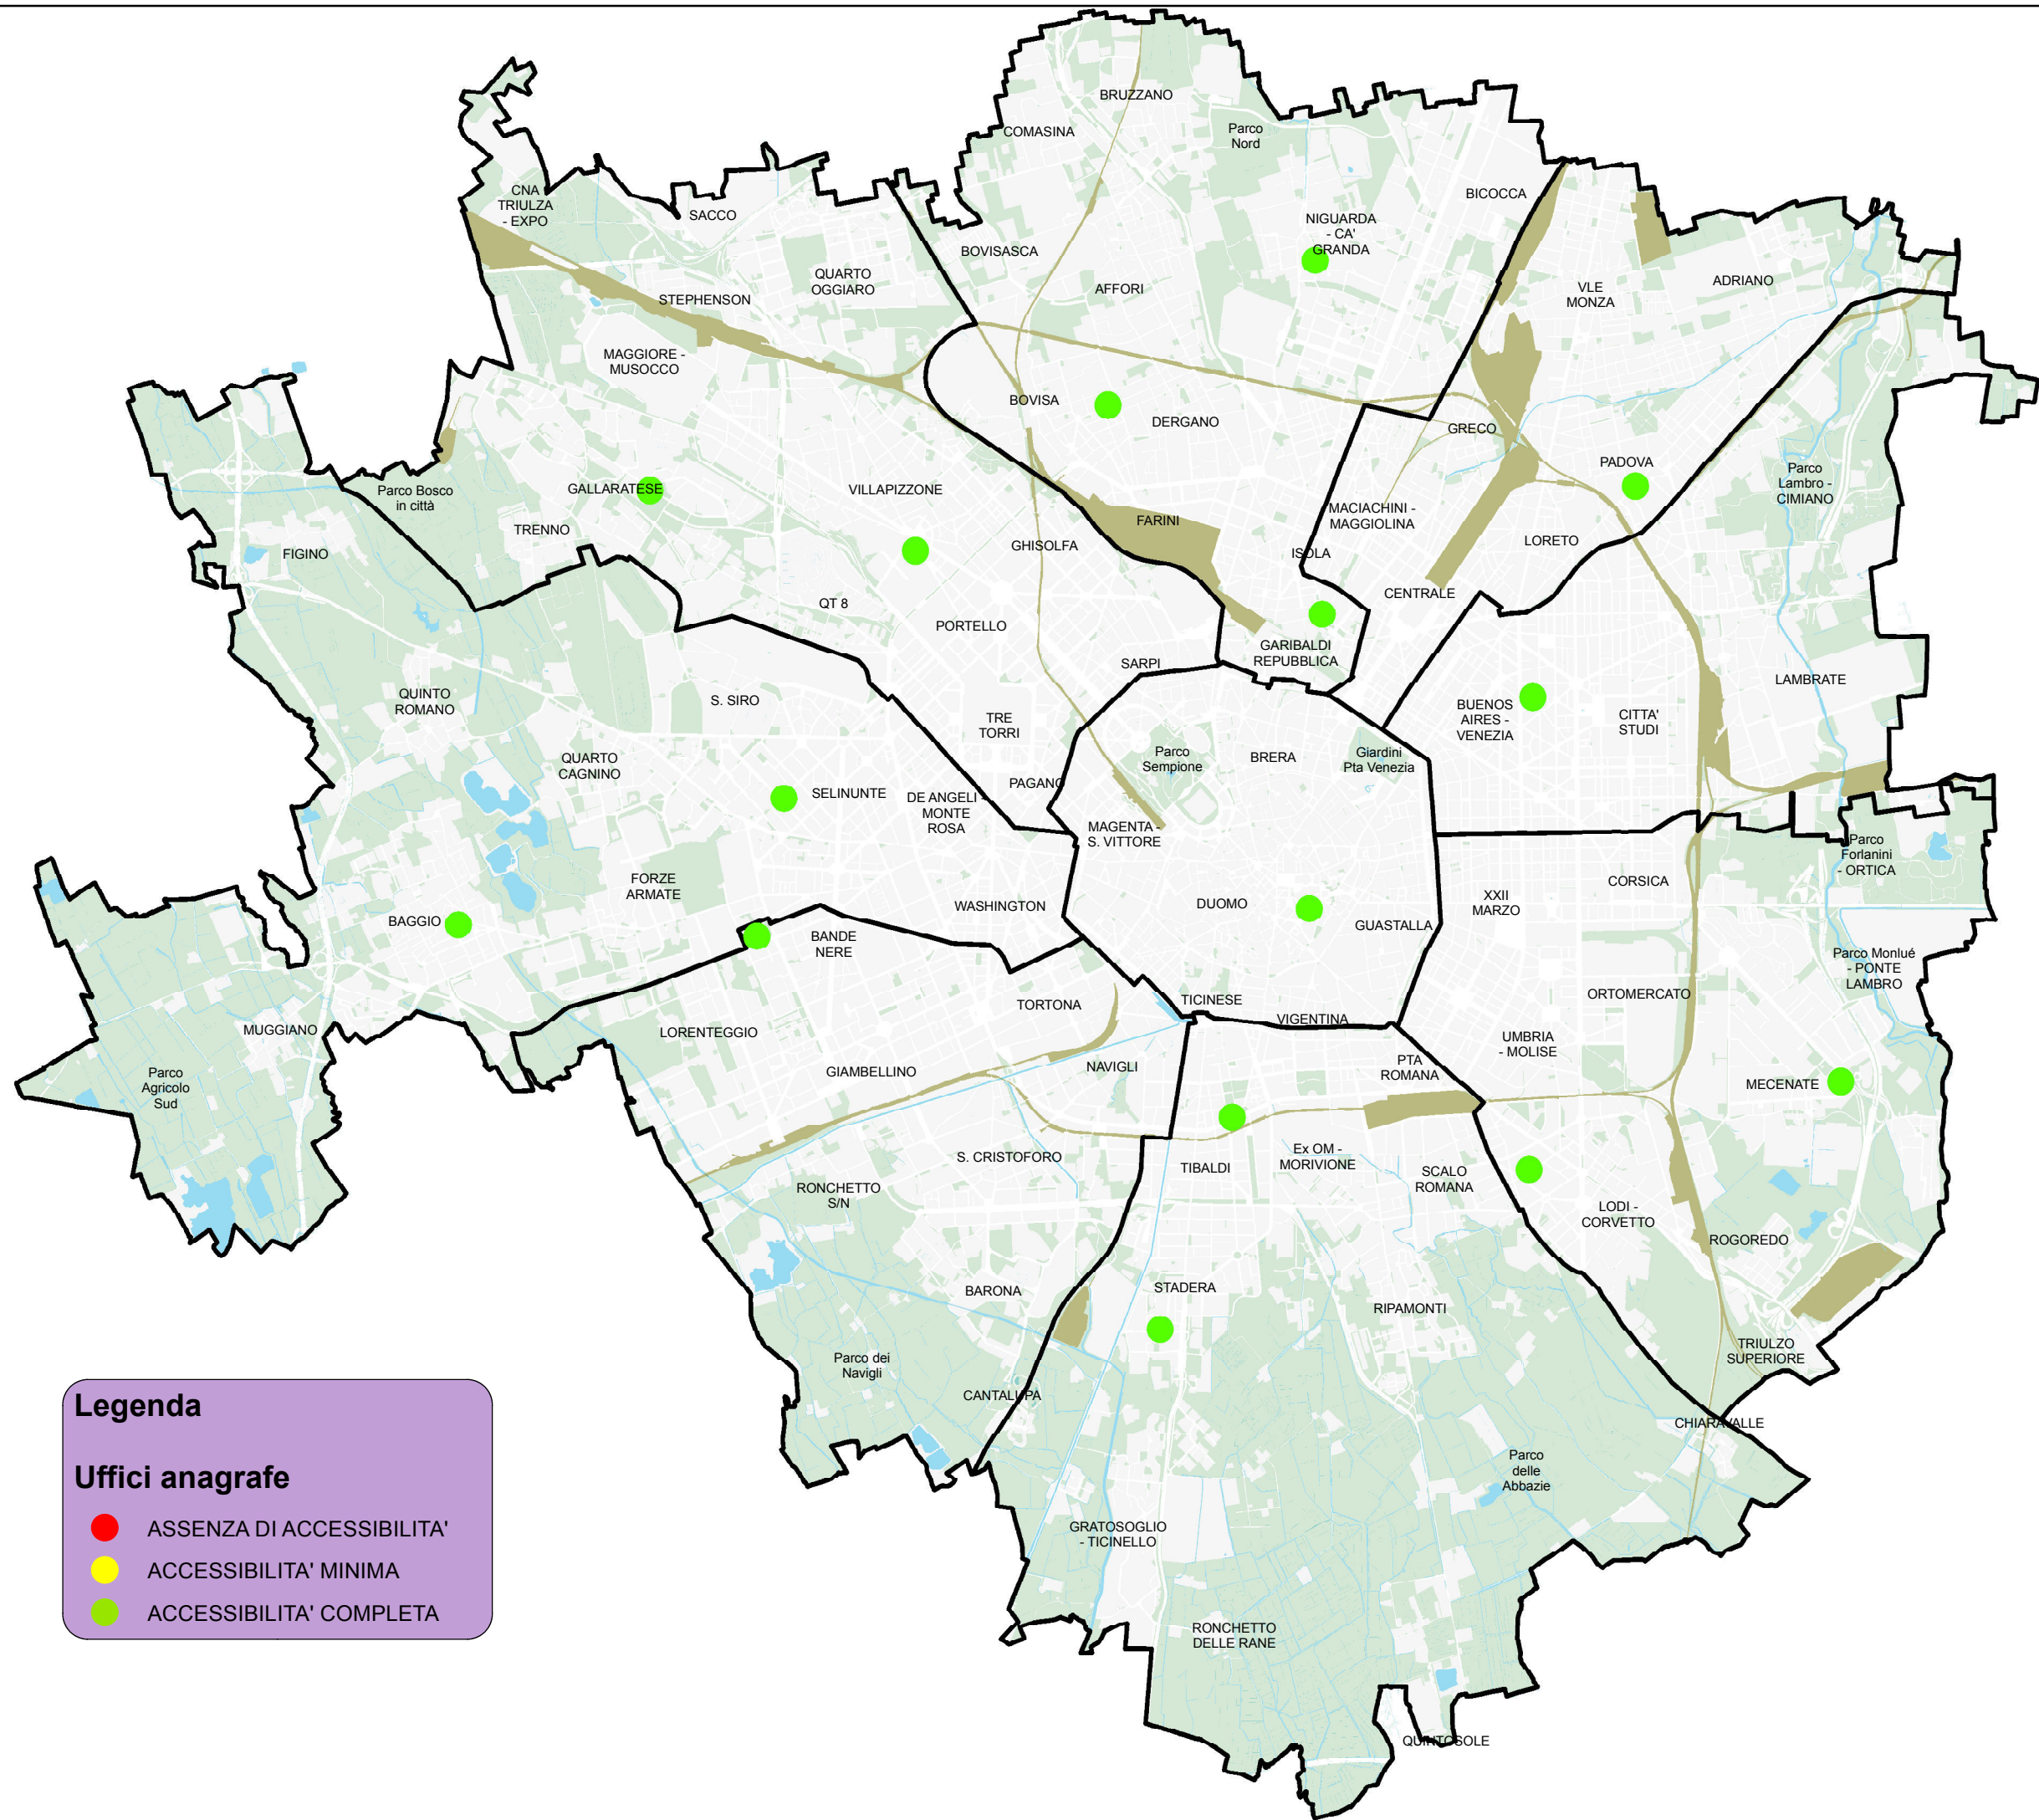 BRUZZANO
COMASINA
Parco
Nord
CNA
TRIULZA
- EXPO
SACCO
BICOCCA
NIGUARDA
- CA'
GRANDA
BOVISASCA
QUARTO
OGGIARO
AFFORI
STEPHENSON
VLE
MONZA
ADRIANO
MAGGIORE -
MUSOCCO
BOVISA
DERGANO
GRECO
PADOVA
Parco
Lambro -
CIMIANO
Parco Bosco
in città
GALLARATESE
VILLAPIZZONE
TRENNO
FARINI
MACIACHINI -
MAGGIOLINA
LORETO
FIGINO
GHISOLFA
ISOLA
CENTRALE
QT 8
PORTELLO
GARIBALDI
REPUBBLICA
SARPI
LAMBRATE
QUINTO
ROMANO
S. SIRO
TRE
TORRI
BUENOS
AIRES -
VENEZIA
CITTA'
STUDI
QUARTO
CAGNINO
Parco
Sempione
BRERA
Giardini
Pta Venezia
PAGANO
SELINUNTE
DE ANGELI -
MONTE
ROSA
MAGENTA -
S. VITTORE
Parco
Forlanini
- ORTICA
FORZE
ARMATE
CORSICA
WASHINGTON
DUOMO
XXII
MARZO
BAGGIO
GUASTALLA
BANDE
NERE
Parco Monlué
- PONTE
LAMBRO
ORTOMERCATO
TICINESE
TORTONA
VIGENTINA
MUGGIANO
LORENTEGGIO
UMBRIA
- MOLISE
Parco
Agricolo
Sud
GIAMBELLINO
NAVIGLI
PTA
ROMANA
MECENATE
S. CRISTOFORO
TIBALDI
Ex OM -
MORIVIONE
SCALO
ROMANA
RONCHETTO
S/N
LODI -
CORVETTO
ROGOREDO
BARONA
STADERA
RIPAMONTI
Parco dei
Navigli
TRIULZO
SUPERIORE
CANTALUPA
CHIARAVALLE
Parco
delle
Abbazie
GRATOSOGLIO
- TICINELLO
RONCHETTO
DELLE RANE
QUINTOSOLE
Legenda
Uffici anagrafe
ASSENZA DI ACCESSIBILITA'
ACCESSIBILITA' MINIMA
ACCESSIBILITA' COMPLETA